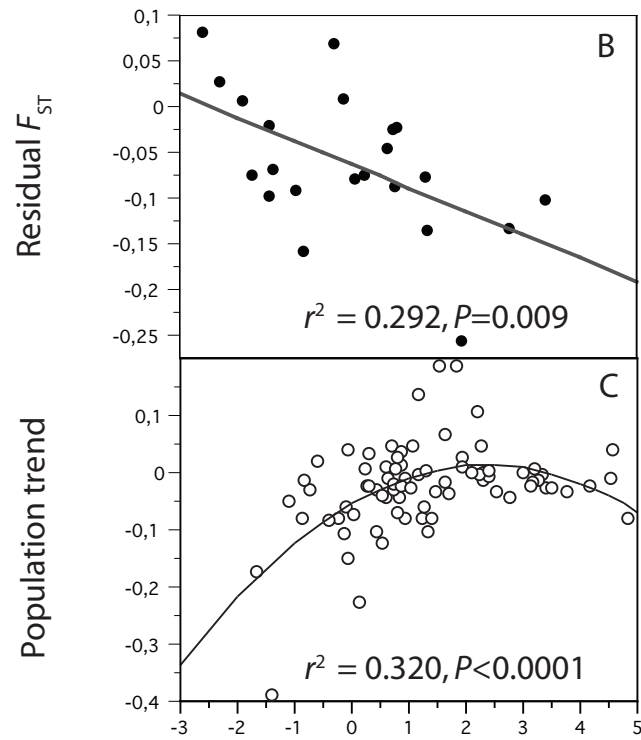 0,1
B
0,05
0
-0,05
-0,1
-0,15
-0,2
-0,25
Residual F_ST
r² = 0.292, P=0.009
C
0,1
0
-0,1
-0,2
-0,3
-0,4
Population trend
r² = 0.320, P<0.0001
-3 -2 -1 0 1 2 3 4 5